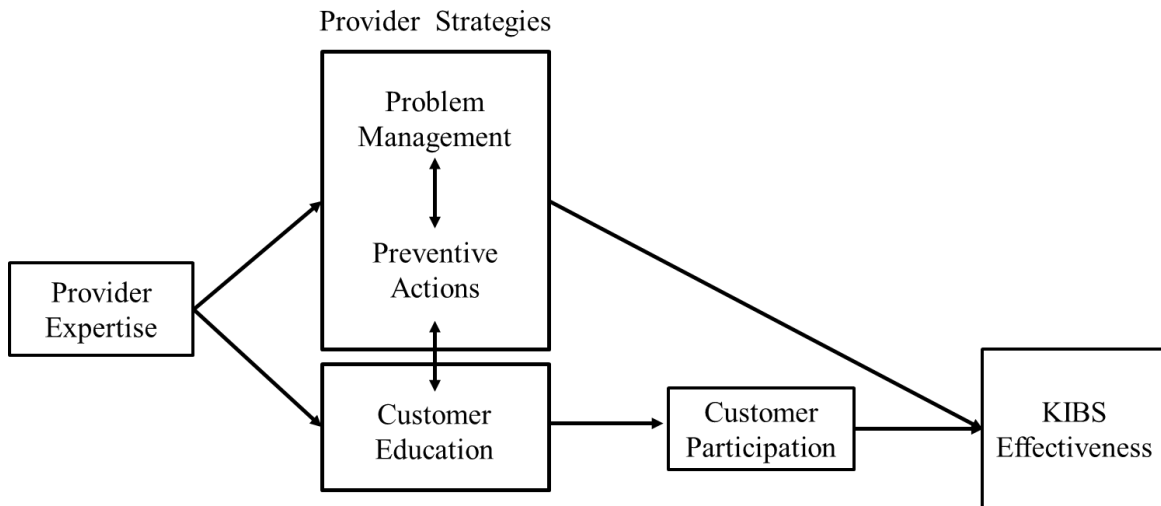 Provider Strategies
Problem
Management
Preventive
Actions
Provider
Expertise
Customer
Education
Customer
Participation
KIBS
Effectiveness